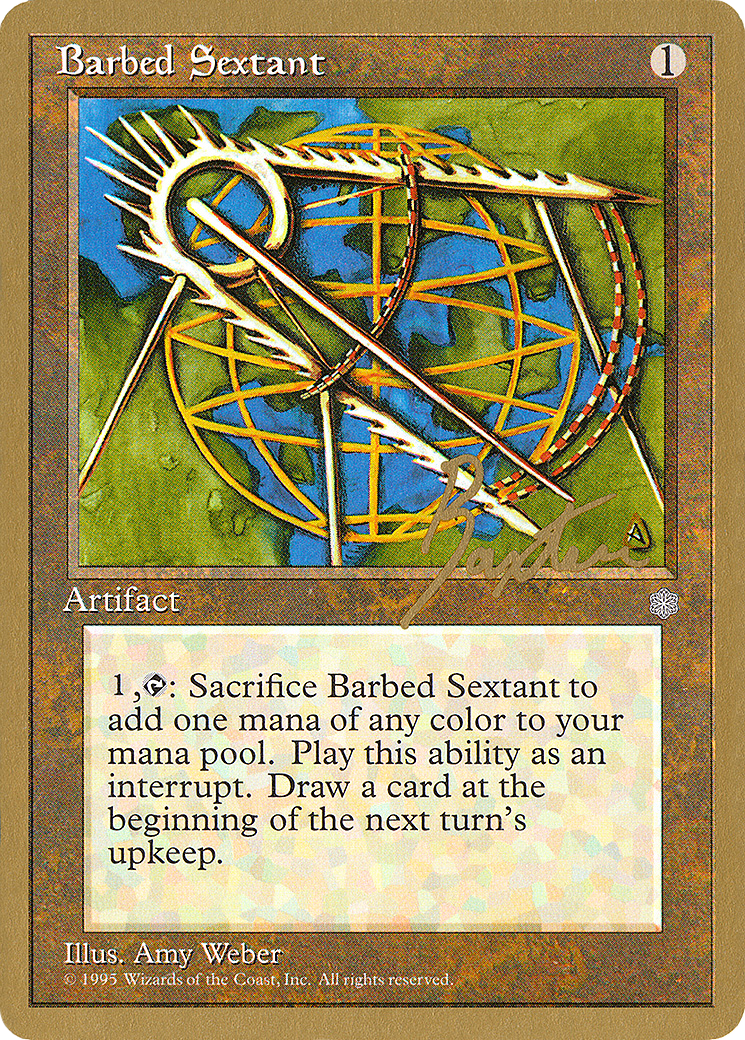 Barbed Sextant 1
Baxter
Artifact
1,: Sacrifice Barbed Sextant to
add one mana of any color to your
mana pool. Play this ability as an
interrupt. Draw a card at the
beginning of the next turn's
upkeep.
Illus. Amy Weber
© 1995 Wizards of the Coast, Inc. All rights reserved.